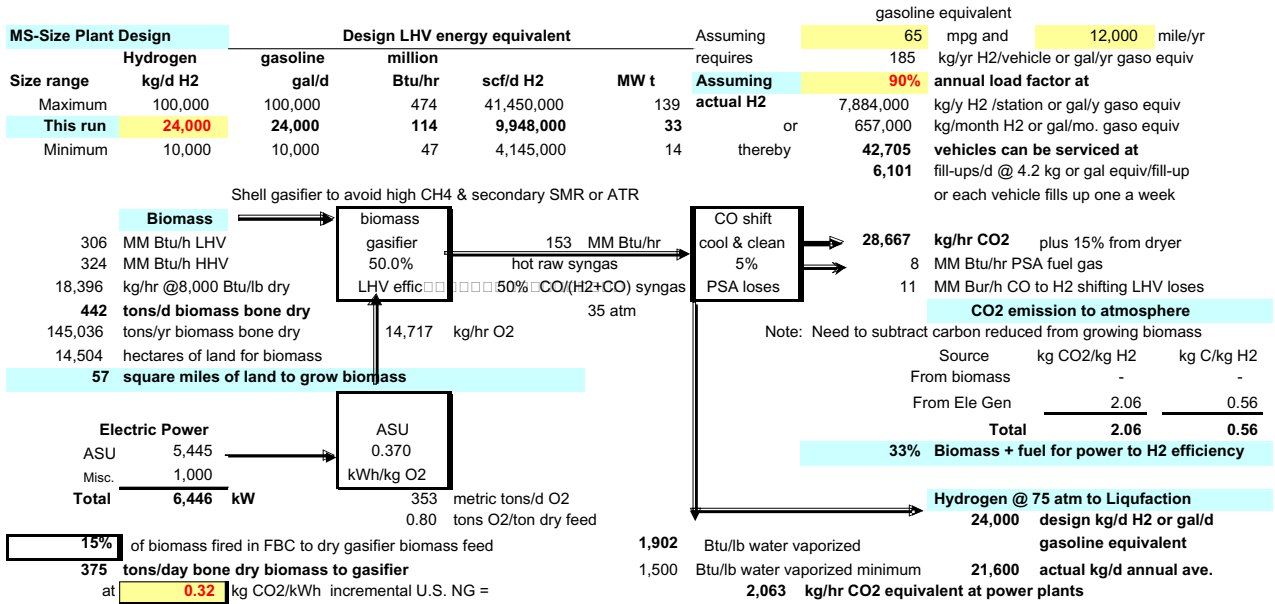 gasoline equivalent
MS-Size Plant Design Design LHV energy equivalent Assuming 65 mpg and 12,000 mile/yr
Hydrogen gasoline million requires 185 kg/yr H2/vehicle or gal/yr gaso equiv
Size range kg/d H2 gal/d Btu/hr scf/d H2 MW t Assuming 90% annual load factor at
Maximum 100,000 100,000 474 41,450,000 139 actual H2 7,884,000 kg/y H2 /station or gal/y gaso equiv
This run 24,000 24,000 114 9,948,000 33 or 657,000 kg/month H2 or gal/mo. gaso equiv
Minimum 10,000 10,000 47 4,145,000 14 thereby 42,705 vehicles can be serviced at
6,101 fill-ups/d @ 4.2 kg or gal equiv/fill-up
Shell gasifier to avoid high CH4 & secondary SMR or ATR or each vehicle fills up one a week
Biomass biomass CO shift
306 MM Btu/h LHV gasifier 153 MM Btu/hr cool & clean 28,667 kg/hr CO2 plus 15% from dryer
324 MM Btu/h HHV 50.0% hot raw syngas 5% 8 MM Btu/hr PSA fuel gas
18,396 kg/hr @8,000 Btu/lb dry LHV effic 50% CO/(H2+CO) syngas PSA loses 11 MM Bur/h CO to H2 shifting LHV loses
442 tons/d biomass bone dry 35 atm CO2 emission to atmosphere
145,036 tons/yr biomass bone dry 14,717 kg/hr O2 Note: Need to subtract carbon reduced from growing biomass
14,504 hectares of land for biomass Source kg CO2/kg H2 kg C/kg H2
57 square miles of land to grow biomass From biomass - -
From Ele Gen 2.06 0.56
Electric Power ASU Total 2.06 0.56
ASU 5,445 0.370 33% Biomass + fuel for power to H2 efficiency
Misc. 1,000 kWh/kg O2
Total 6,446 kW 353 metric tons/d O2 Hydrogen @ 75 atm to Liqufaction
0.80 tons O2/ton dry feed 24,000 design kg/d H2 or gal/d
15% of biomass fired in FBC to dry gasifier biomass feed 1,902 Btu/lb water vaporized gasoline equivalent
375 tons/day bone dry biomass to gasifier 1,500 Btu/lb water vaporized minimum 21,600 actual kg/d annual ave.
at 0.32 kg CO2/kWh incremental U.S. NG = 2,063 kg/hr CO2 equivalent at power plants